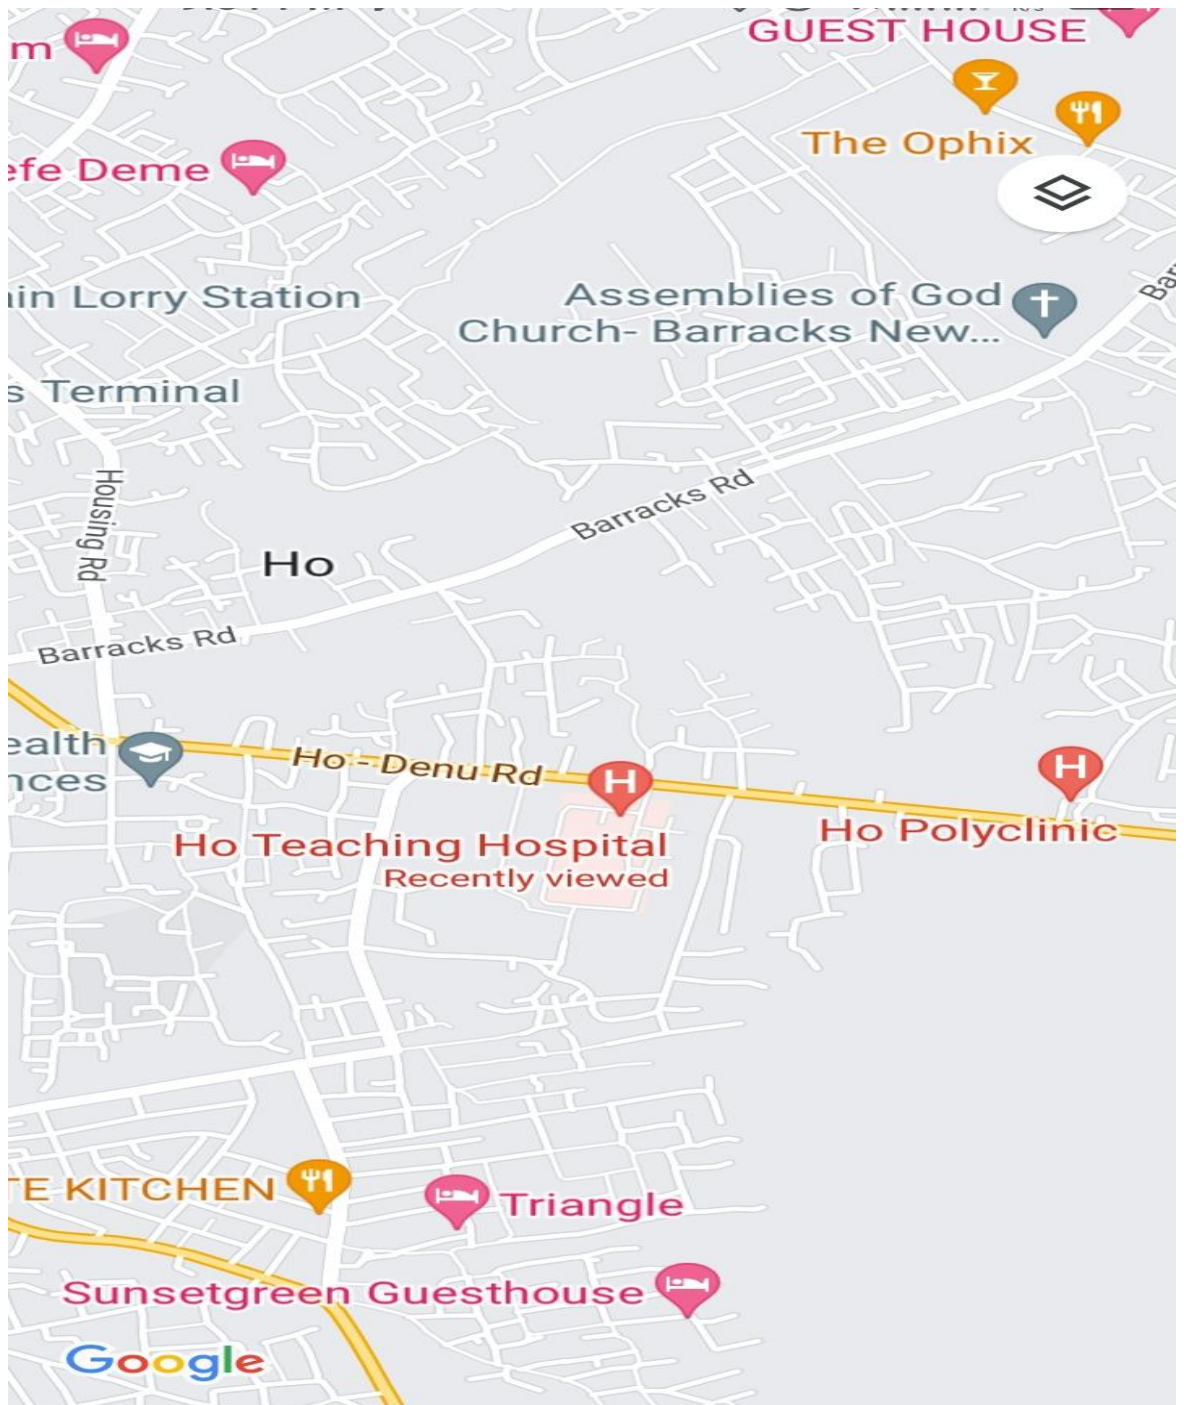 GUEST HOUSE
m
The Ophix
efe Deme
Bar
ain Lorry Station
Assemblies of God
Church- Barracks New...
s Terminal
Housing Rd
Barracks Rd
Ho
Barracks Rd
ealth
nces
Ho - Denu Rd
H
H
Ho Teaching Hospital
Recently viewed
Ho Polyclinic
TE KITCHEN
Triangle
Sunsetgreen Guesthouse
Google